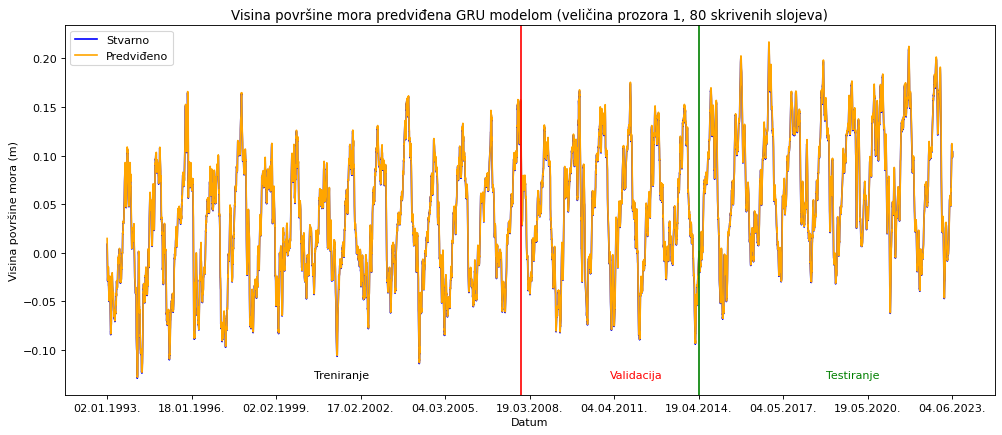 Visina površine mora predviđena GRU modelom (veličina prozora 1, 80 skrivenih slojeva)
Stvarno
Predviđeno
0.20
0.15
0.10
0.05
0.00
−0.05
−0.10
Visina površine mora (m)
Treniranje
Validacija
Testiranje
02.01.1993. 18.01.1996. 02.02.1999. 17.02.2002. 04.03.2005. 19.03.2008. 04.04.2011. 19.04.2014. 04.05.2017. 19.05.2020. 04.06.2023.
Datum